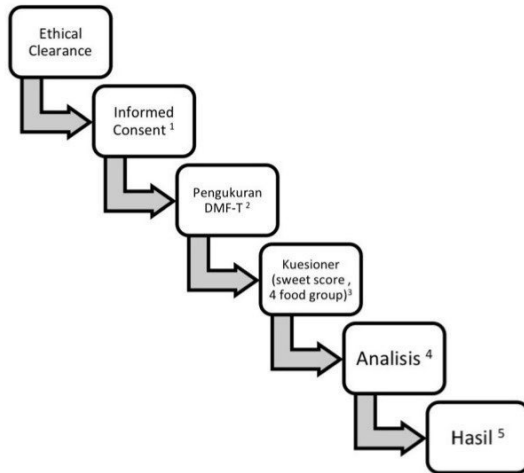 Ethical
Clearance
Informed
Consent ¹
Pengukuran
DMF-T ²
Kuesioner
(sweet score ,
4 food group)³
Analisis ⁴
Hasil ⁵